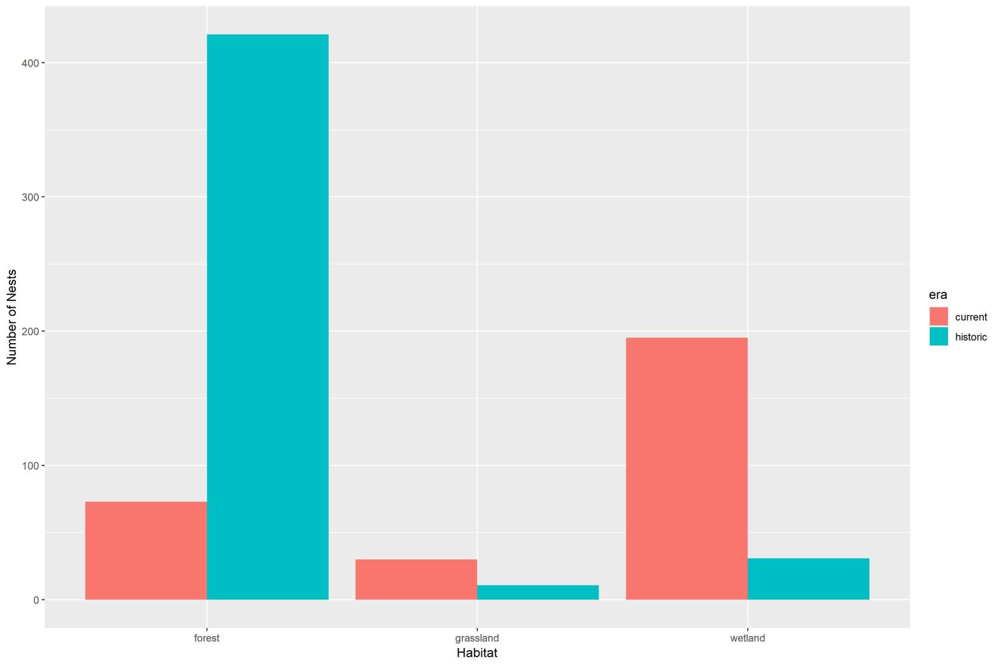 Number of Nests
400
300
200
100
0
forest
grassland
wetland
Habitat
era
current
historic